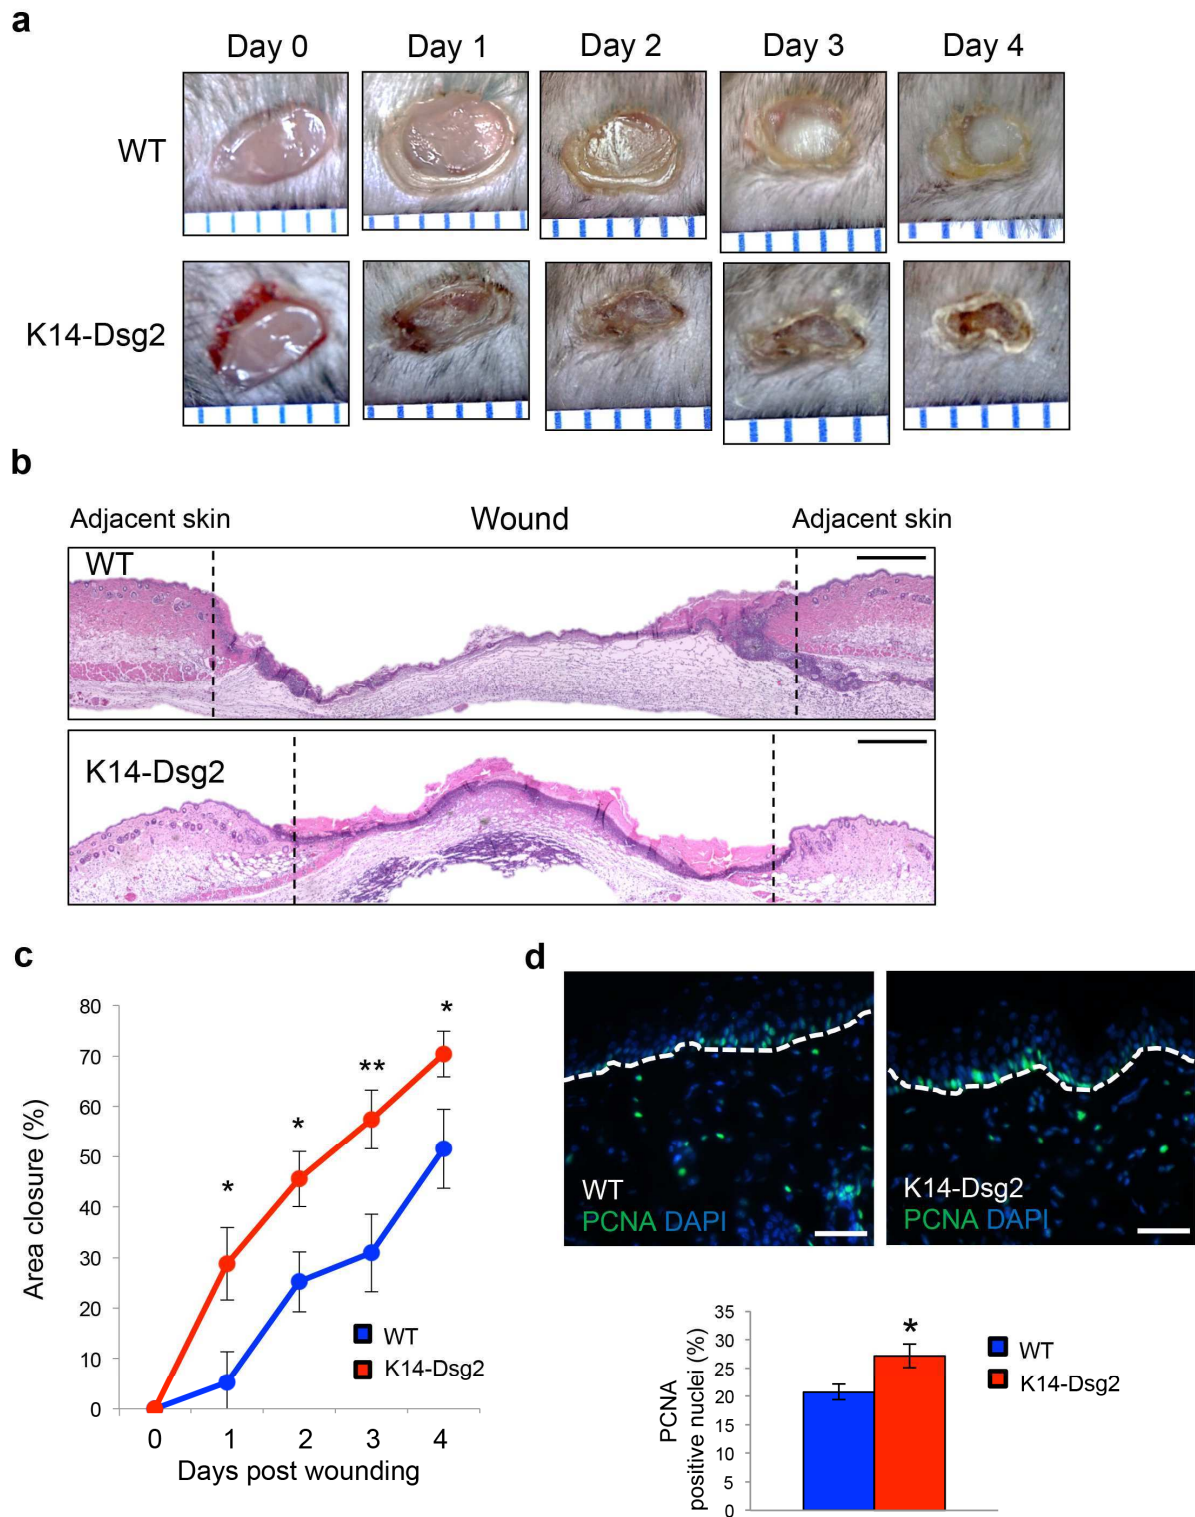 a
Day 0 Day 1 Day 2 Day 3 Day 4
WT
K14-Dsg2
b
Adjacent skin Wound Adjacent skin
WT
K14-Dsg2
c
80
70
60
50
40
30
20
10
0
Area closure (%)
* * ** *
WT
K14-Dsg2
0 1 2 3 4
Days post wounding
d
WT
PCNA DAPI
K14-Dsg2
PCNA DAPI
35
30
25
20
15
10
5
0
PCNA
positive nuclei (%)
*
WT
K14-Dsg2